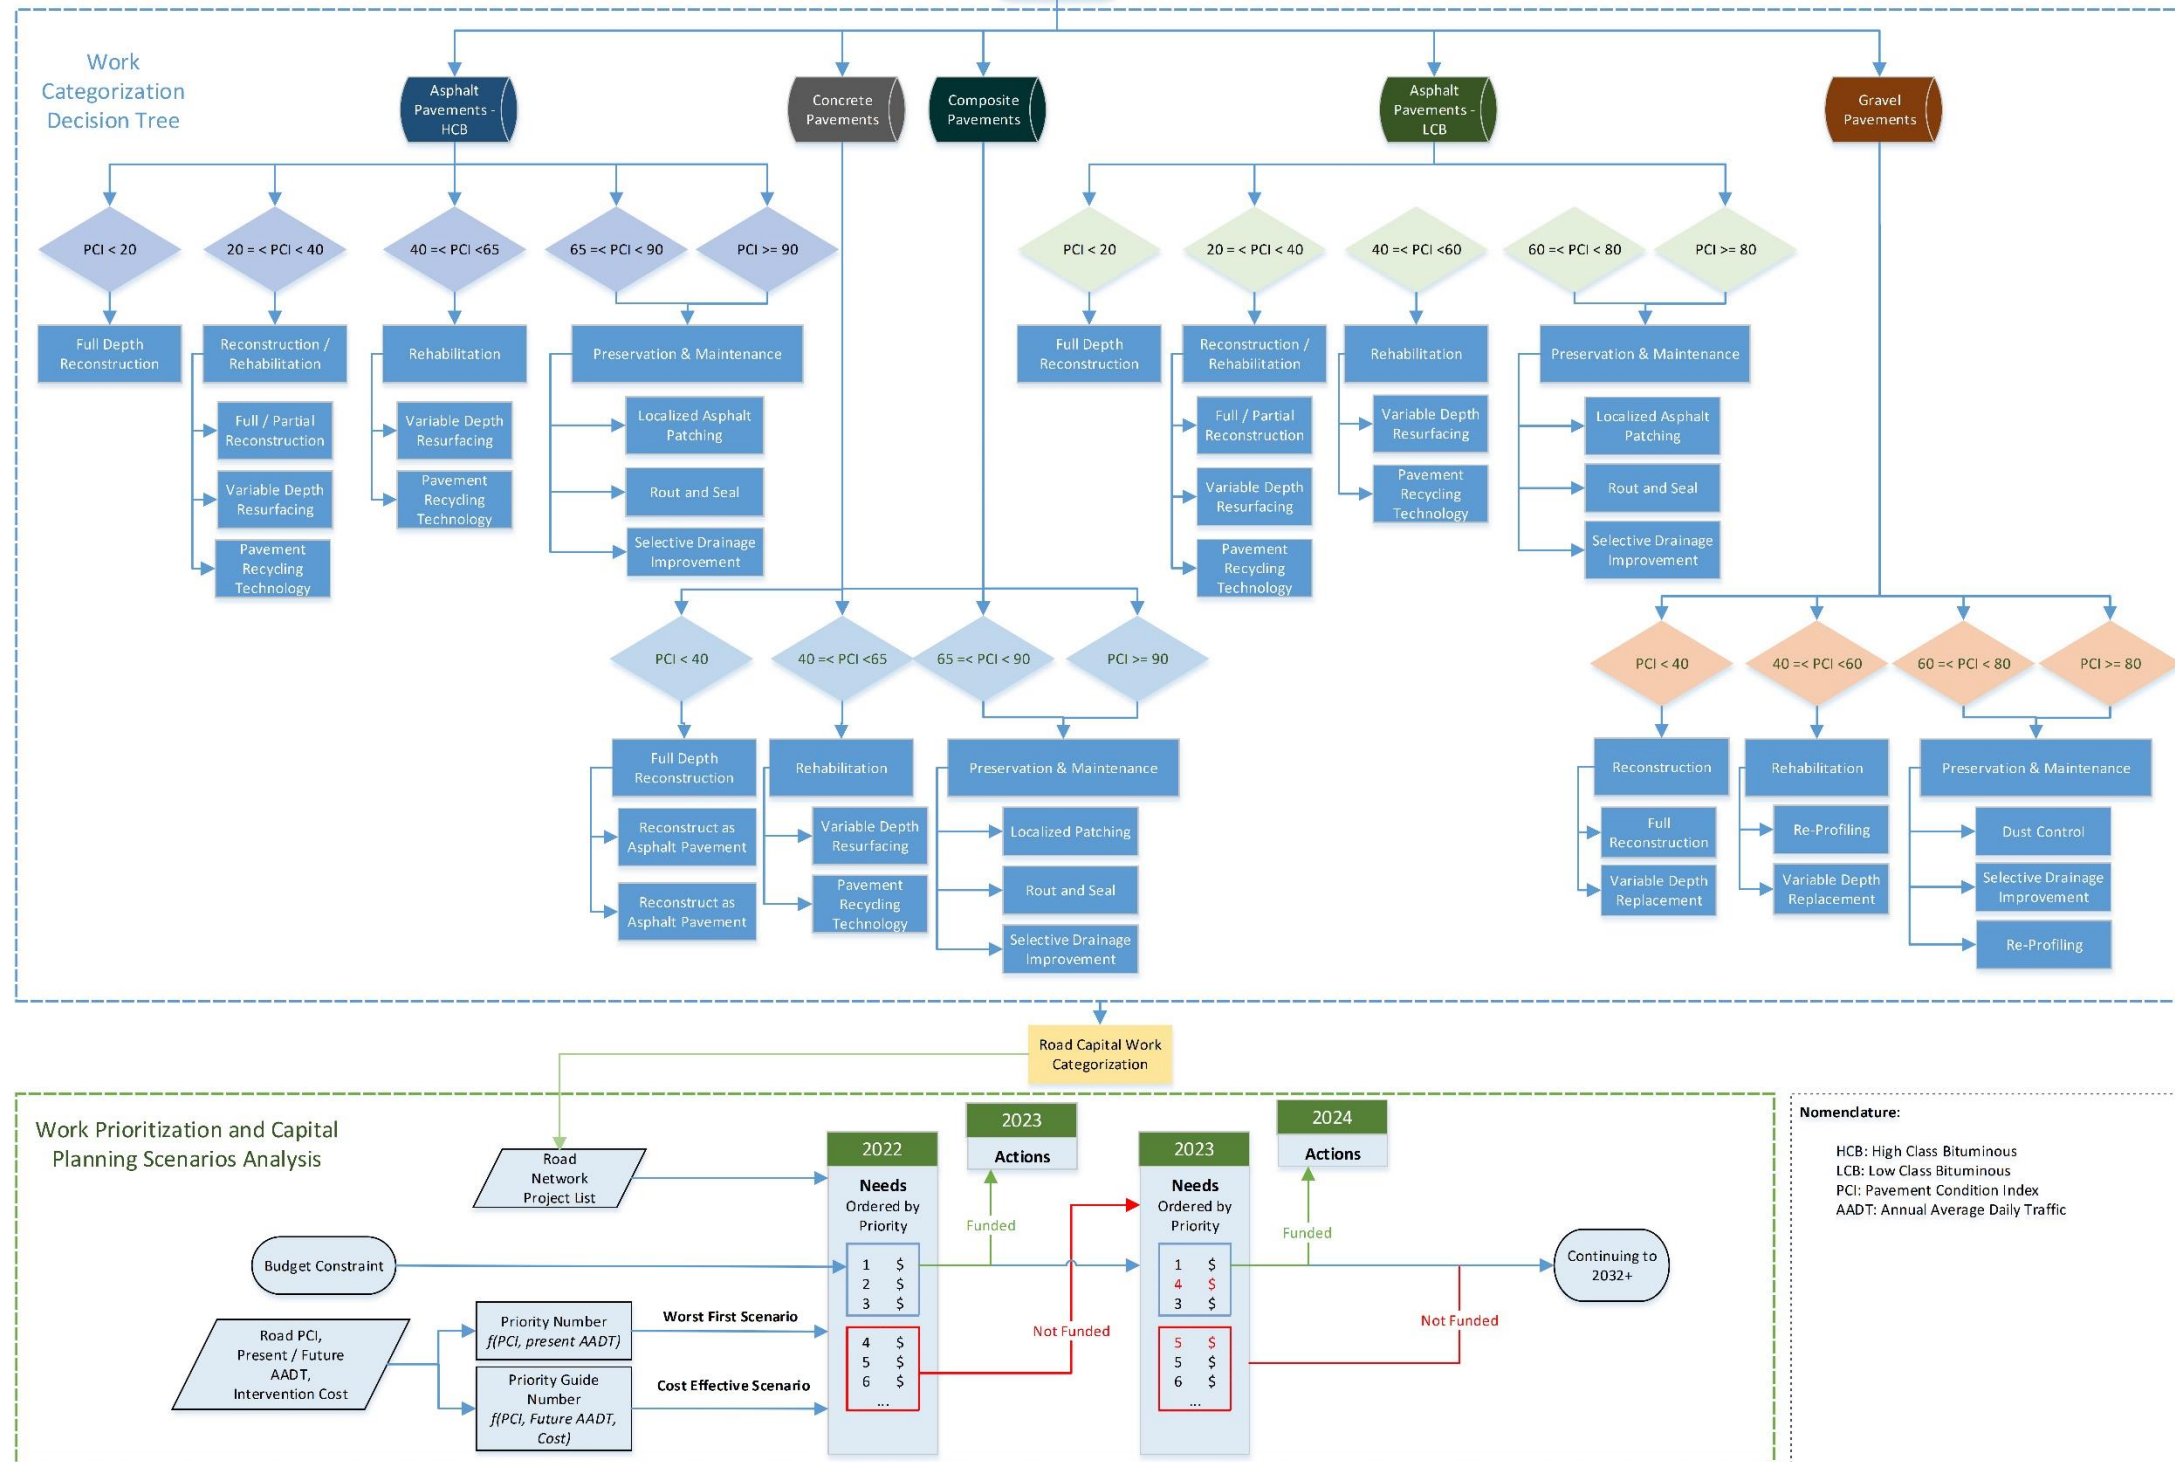 Work
Categorization
Decision Tree
Asphalt
Pavements -
HCB
Concrete
Pavements
Composite
Pavements
Asphalt
Pavements -
LCB
Gravel
Pavements
PCI < 20
20 = < PCI < 40
40 =< PCI <65
65 =< PCI < 90
PCI >= 90
PCI < 20
20 =< PCI < 40
40 =< PCI <60
60 =< PCI < 80
PCI >= 80
Full Depth
Reconstruction
Reconstruction /
Rehabilitation
Full / Partial
Reconstruction
Variable Depth
Resurfacing
Pavement
Recycling
Technology
Rehabilitation
Variable Depth
Resurfacing
Pavement
Recycling
Technology
Preservation & Maintenance
Localized Asphalt
Patching
Rout and Seal
Selective Drainage
Improvement
Full Depth
Reconstruction
Reconstruction /
Rehabilitation
Full / Partial
Reconstruction
Variable Depth
Resurfacing
Pavement
Recycling
Technology
Rehabilitation
Variable Depth
Resurfacing
Pavement
Recycling
Technology
Preservation & Maintenance
Localized Asphalt
Patching
Rout and Seal
Selective Drainage
Improvement
PCI < 40
40 =< PCI <65
65 =< PCI < 90
PCI >= 90
Full Depth
Reconstruction
Reconstruct as
Asphalt Pavement
Reconstruct as
Asphalt Pavement
Rehabilitation
Variable Depth
Resurfacing
Pavement
Recycling
Technology
Preservation & Maintenance
Localized Patching
Rout and Seal
Selective Drainage
Improvement
PCI < 40
40 =< PCI <60
60 =< PCI < 80
PCI >= 80
Reconstruction
Full
Reconstruction
Variable Depth
Replacement
Rehabilitation
Re-Profiling
Variable Depth
Replacement
Preservation & Maintenance
Dust Control
Selective Drainage
Improvement
Re-Profiling
Road Capital Work
Categorization
Work Prioritization and Capital
Planning Scenarios Analysis
Road
Network
Project List
Budget Constraint
Road PCI,
Present / Future
AADT,
Intervention Cost
Priority Number
f(PCI, present AADT)
Priority Guide
Number
f(PCI, Future AADT,
Cost)
Worst First Scenario
Cost Effective Scenario
2022
Needs
Ordered by
Priority
1 $
2 $
3 $
4 $
5 $
6 $
...
2023
Actions
Funded
Not Funded
2023
Needs
Ordered by
Priority
1 $
4 $
3 $
5 $
5 $
6 $
...
2024
Actions
Funded
Not Funded
Continuing to
2032+
Nomenclature:
HCB: High Class Bituminous
LCB: Low Class Bituminous
PCI: Pavement Condition Index
AADT: Annual Average Daily Traffic